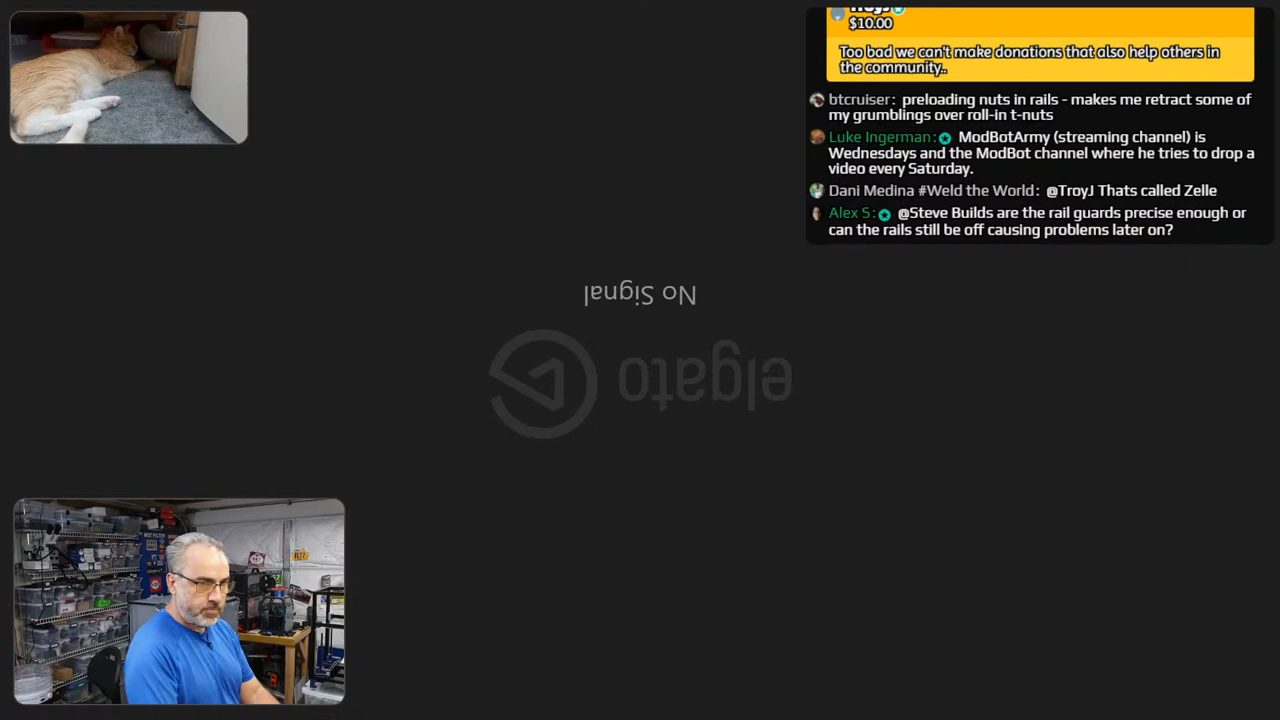 $10.00
Too bad we can't make donations that also help others in
the community..
btcruiser: preloading nuts in rails - makes me retract some of
my grumblings over roll-in t-nuts
Luke Ingerman: ModBotArmy (streaming channel) is
Wednesdays and the ModBot channel where he tries to drop a
video every Saturday.
Dani Medina #Weld the World: @TroyJ Thats called Zelle
Alex S: @Steve Builds are the rail guards precise enough or
can the rails still be off causing problems later on?
No Signal
elgato